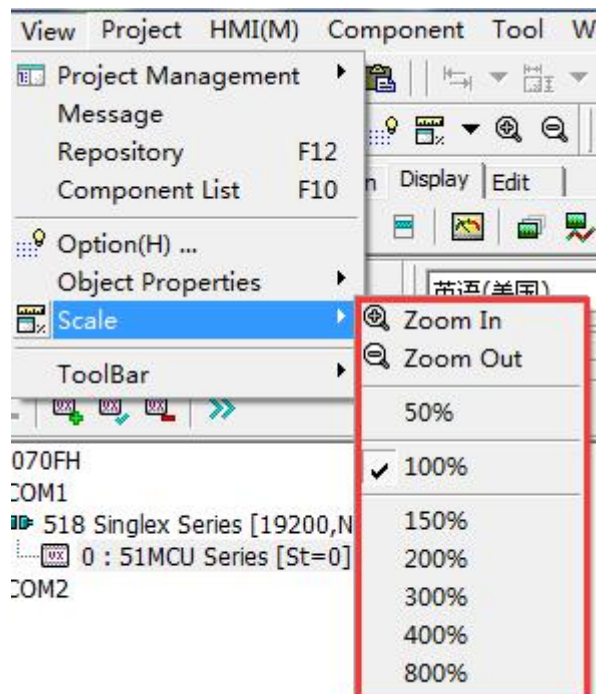 View Project HMI(M) Component Tool W
Project Management
Message
Repository F12
Component List F10
Option(H) ...
Object Properties
Scale
ToolBar
n Display Edit
英语(美国)
Zoom In
Zoom Out
50%
100%
150%
200%
300%
400%
800%
070FH
COM1
518 Singlex Series [19200,N
0 : 51MCU Series [St=0]
COM2